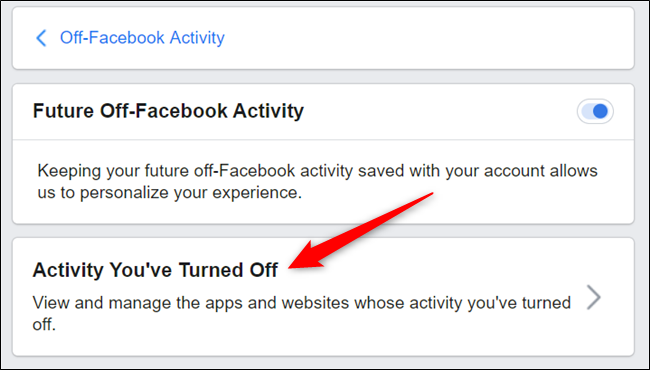 Off-Facebook Activity
Future Off-Facebook Activity
Keeping your future off-Facebook activity saved with your account allows
us to personalize your experience.
Activity You've Turned Off
View and manage the apps and websites whose activity you've turned
off.